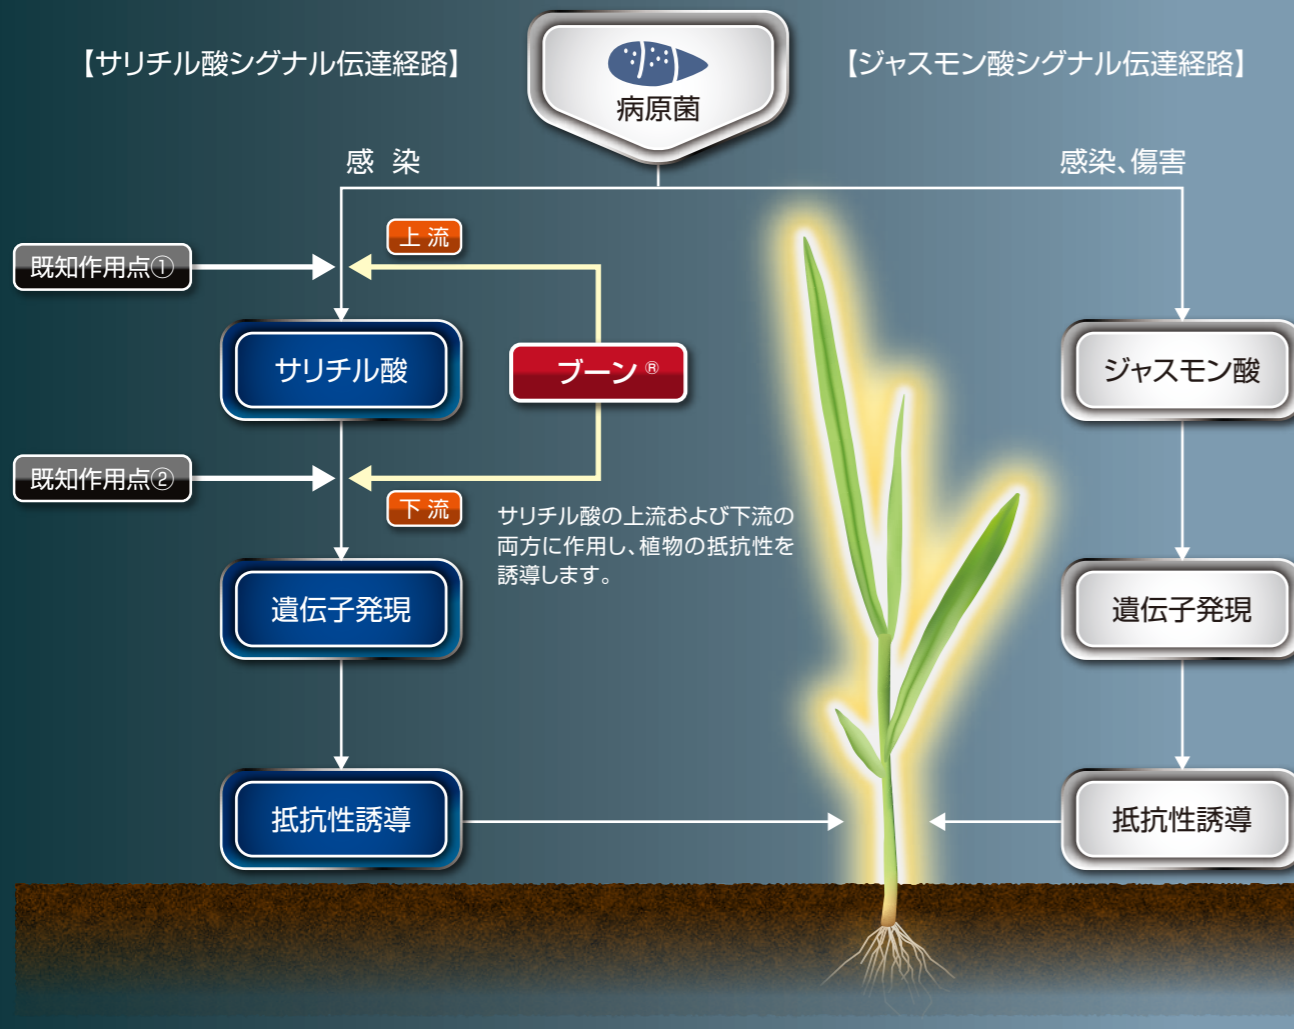 【サリチル酸シグナル伝達経路】
病原菌
【ジャスモン酸シグナル伝達経路】
感 染
感染、傷害
上 流
既知作用点①
サリチル酸
ブーン®
ジャスモン酸
既知作用点②
下 流
サリチル酸の上流および下流の
両方に作用し、植物の抵抗性を
誘導します。
遺伝子発現
遺伝子発現
抵抗性誘導
抵抗性誘導